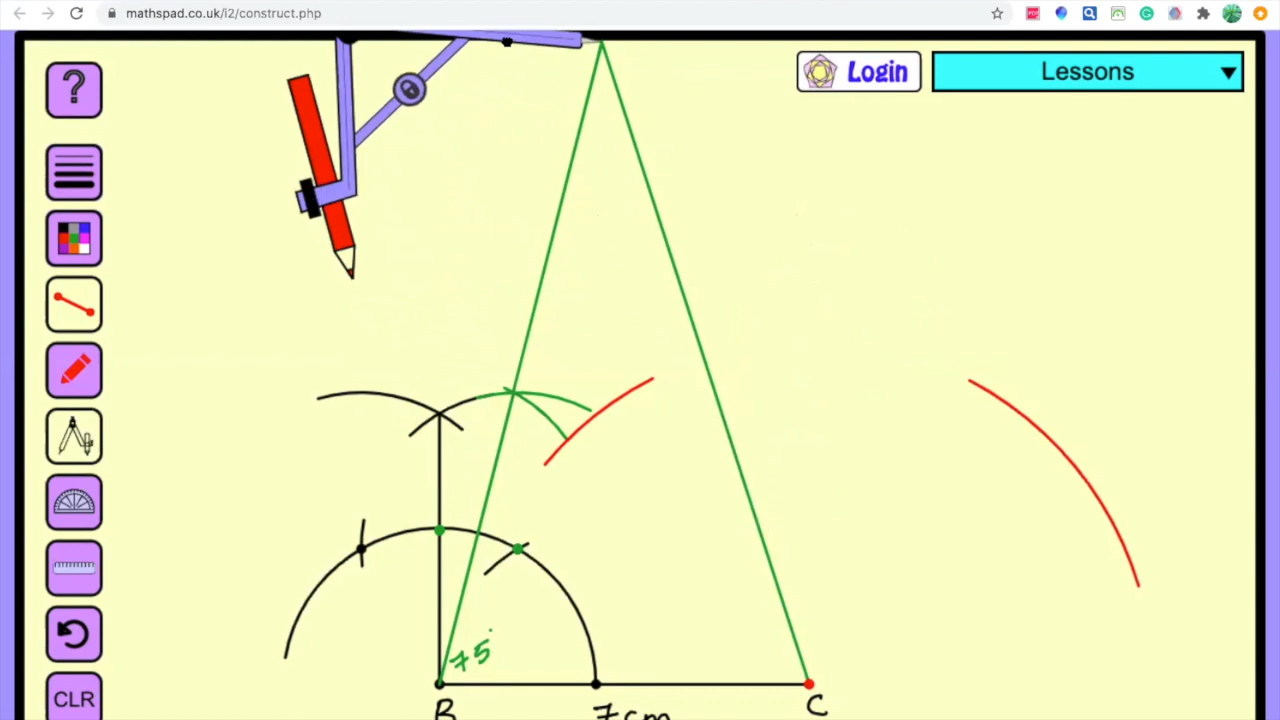 mathspad.co.uk/i2/construct.php
Login
Lessons
?
75°
CLR
B
7cm
C